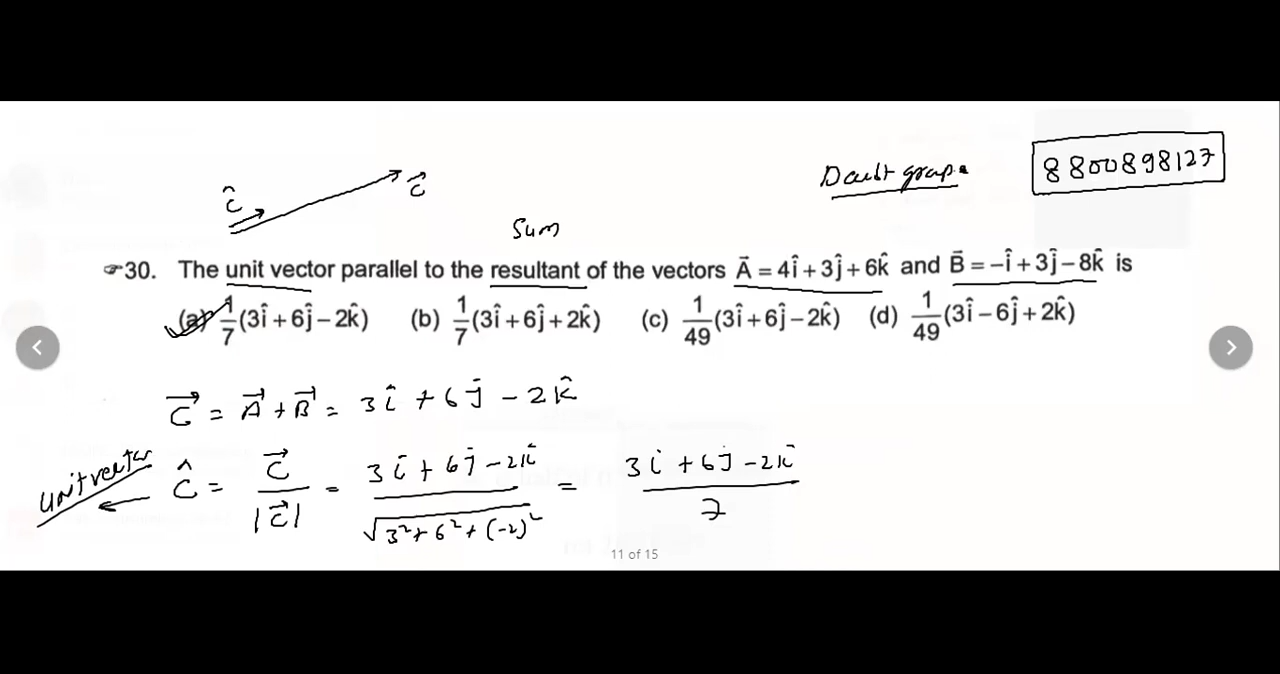 Doubt group
8800898127
ĉ
C⃗
Sum
☞30. The unit vector parallel to the resultant of the vectors A⃗ = 4î + 3ĵ + 6k̂ and B⃗ = −î + 3ĵ − 8k̂ is
(a) 1/7(3î + 6ĵ − 2k̂) (b) 1/7(3î + 6ĵ + 2k̂) (c) 1/49(3î + 6ĵ − 2k̂) (d) 1/49(3î − 6ĵ + 2k̂)
C⃗ = A⃗ + B⃗ = 3î + 6ĵ − 2k̂
Unit vector Ĉ = C⃗/|C⃗| = (3î + 6ĵ − 2k̂)/√(3² + 6² + (−2)²) = (3î + 6ĵ − 2k̂)/7
11 of 15